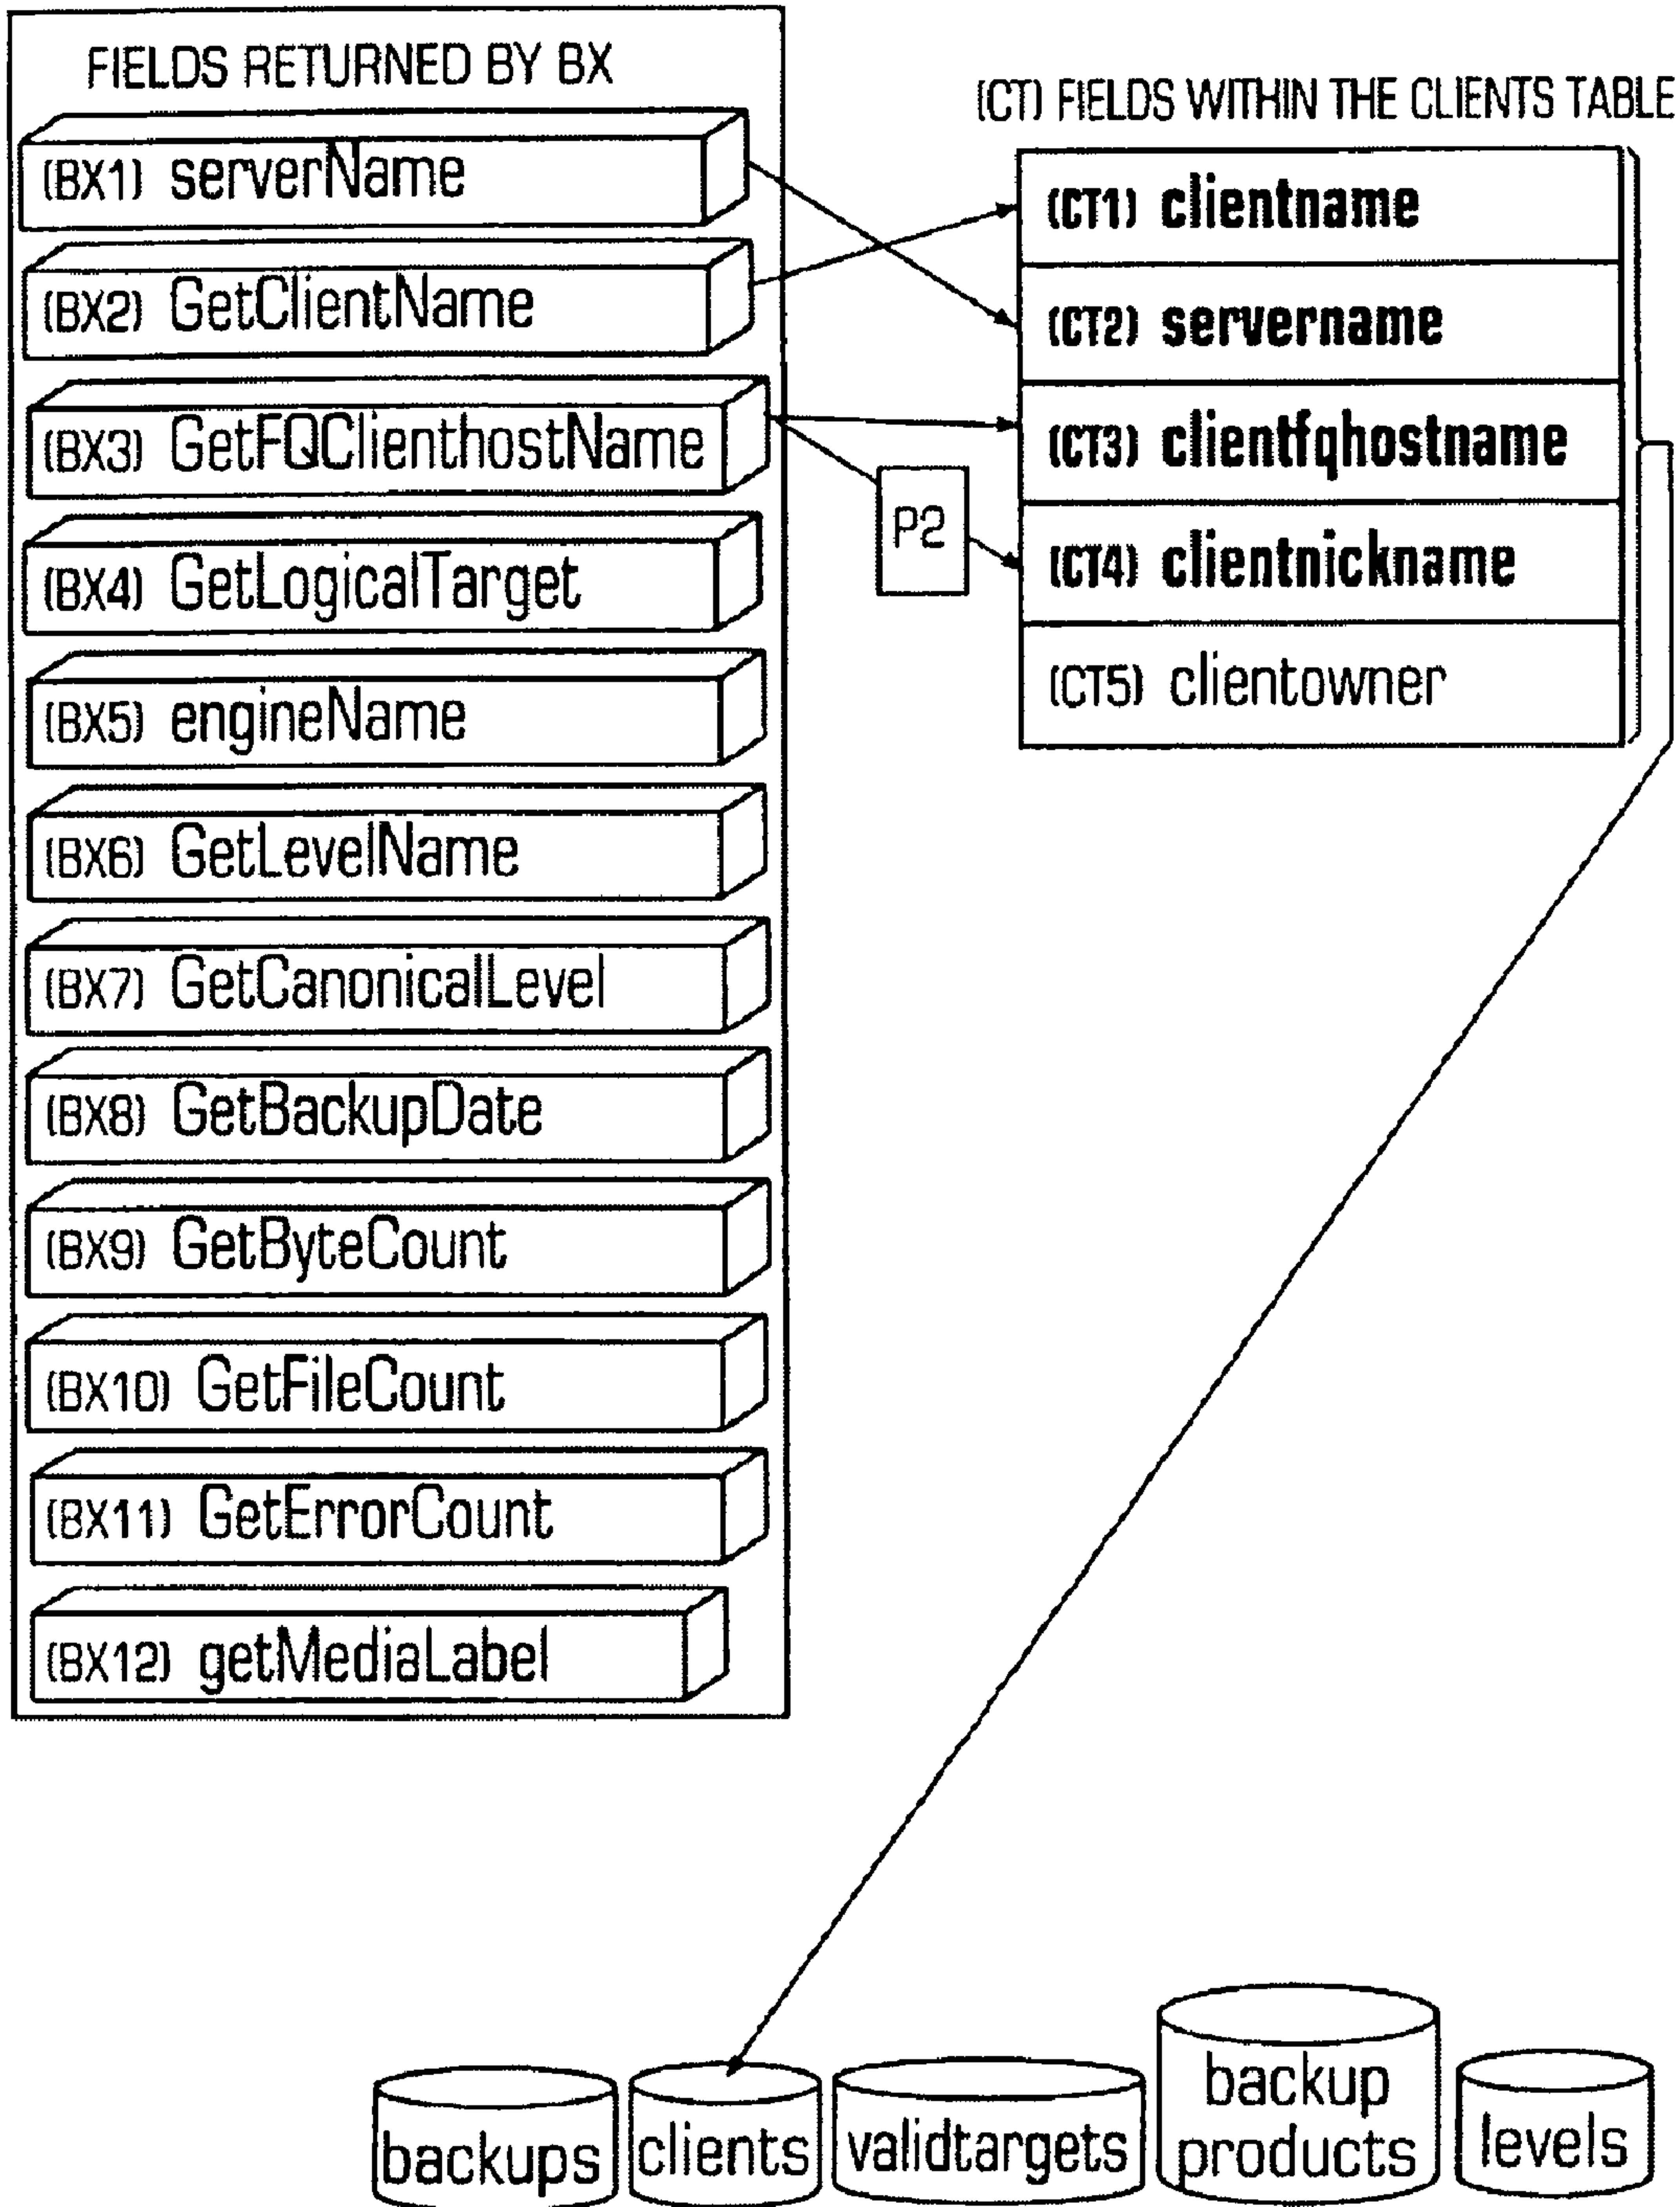 FIELDS RETURNED BY BX
(BX1) serverName
(BX2) GetClientName
(BX3) GetFQClienthostName
(BX4) GetLogicalTarget
(BX5) engineName
(BX6) GetLevelName
(BX7) GetCanonicalLevel
(BX8) GetBackupDate
(BX9) GetByteCount
(BX10) GetFileCount
(BX11) GetErrorCount
(BX12) getMediaLabel
(CT) FIELDS WITHIN THE CLIENTS TABLE
(CT1) clientname
(CT2) servername
(CT3) clientfqhostname
(CT4) clientnickname
(CT5) clientowner
P2
backups
clients
validtargets
backup
products
levels